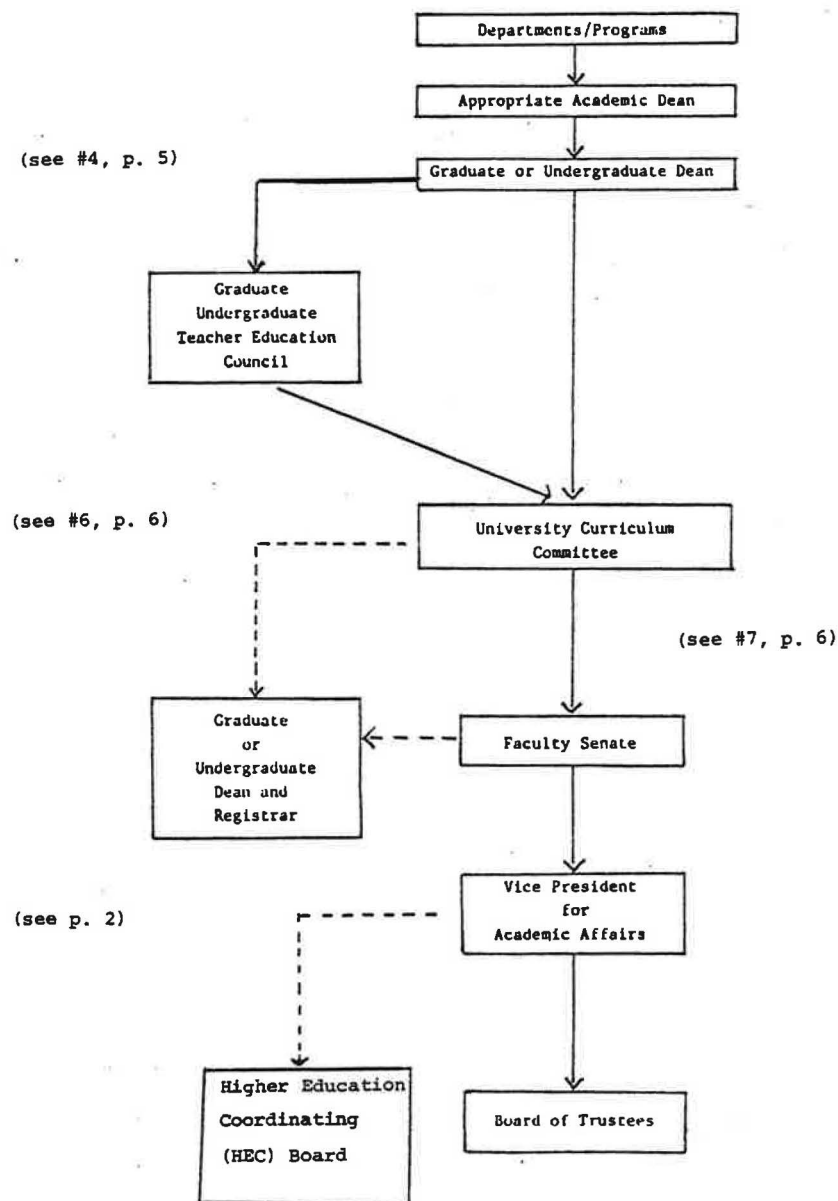 Departments/Programs
Appropriate Academic Dean
(see #4, p. 5)
Graduate or Undergraduate Dean
Graduate
Undergraduate
Teacher Education
Council
(see #6, p. 6)
University Curriculum
Committee
(see #7, p. 6)
Graduate
or
Undergraduate
Dean and
Registrar
Faculty Senate
Vice President
for
Academic Affairs
(see p. 2)
Higher Education
Coordinating
(HEC) Board
Board of Trustees